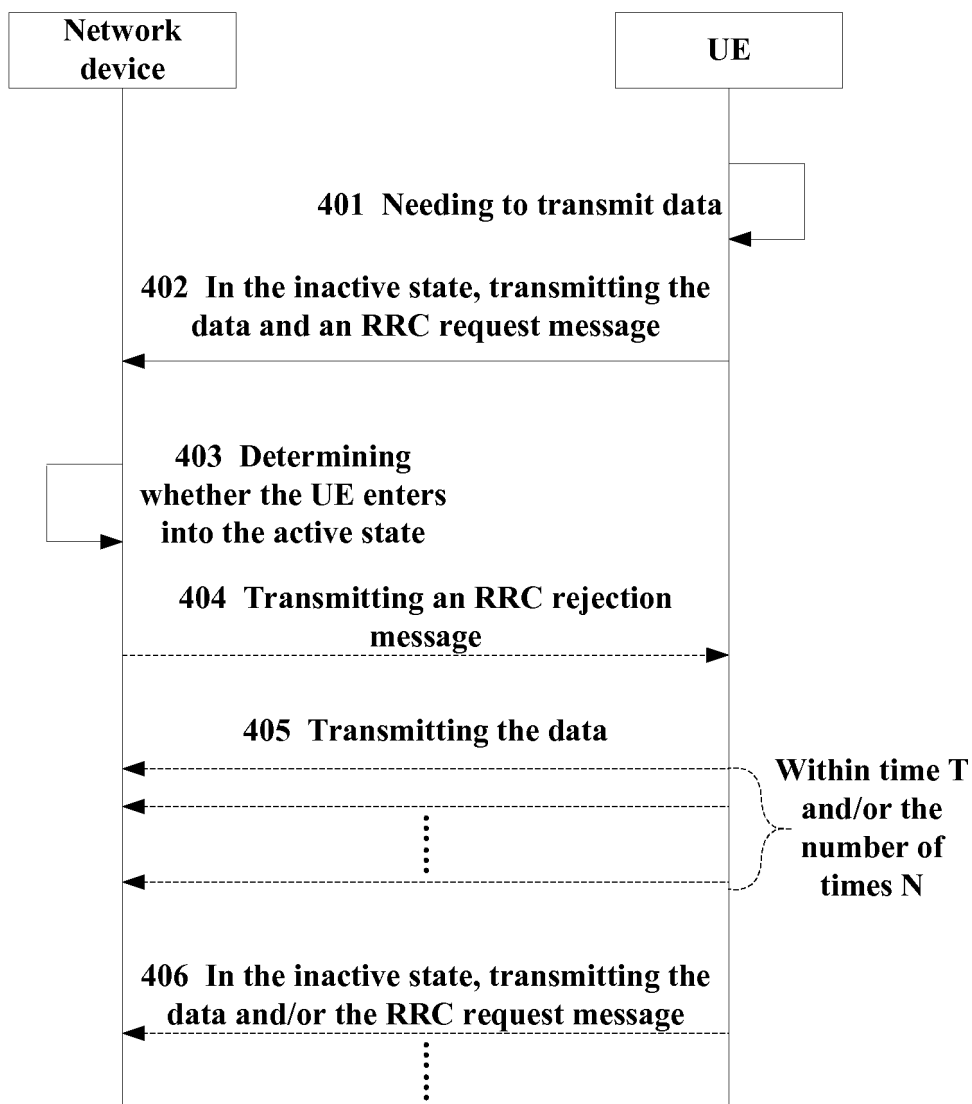 Network
device
UE
401 Needing to transmit data
402 In the inactive state, transmitting the
data and an RRC request message
403 Determining
whether the UE enters
into the active state
404 Transmitting an RRC rejection
message
405 Transmitting the data
Within time T
and/or the
number of
times N
406 In the inactive state, transmitting the
data and/or the RRC request message